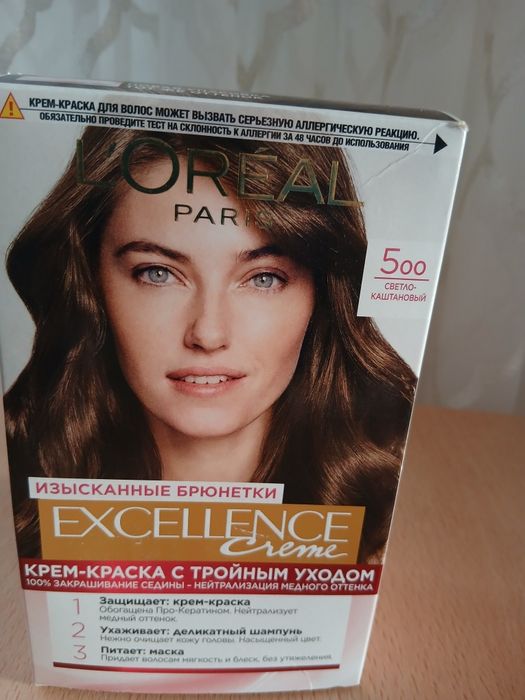 КРЕМ-КРАСКА ДЛЯ ВОЛОС МОЖЕТ ВЫЗВАТЬ СЕРЬЕЗНУЮ АЛЛЕРГИЧЕСКУЮ РЕАКЦИЮ.
ОБЯЗАТЕЛЬНО ПРОВЕДИТЕ ТЕСТ НА СКЛОННОСТЬ К АЛЛЕРГИИ ЗА 48 ЧАСОВ ДО ИСПОЛЬЗОВАНИЯ
L'ORÉAL
PARIS
500
СВЕТЛО-
КАШТАНОВЫЙ
ИЗЫСКАННЫЕ БРЮНЕТКИ
EXCELLENCE
Creme
КРЕМ-КРАСКА С ТРОЙНЫМ УХОДОМ
100% ЗАКРАШИВАНИЕ СЕДИНЫ - НЕЙТРАЛИЗАЦИЯ МЕДНОГО ОТТЕНКА
1 Защищает: крем-краска
Обогащена Про-Кератином. Нейтрализует
медный оттенок.
2 Ухаживает: деликатный шампунь
Нежно очищает кожу головы. Насыщенный цвет.
3 Питает: маска
Придает волосам мягкость и блеск, без утяжеления.